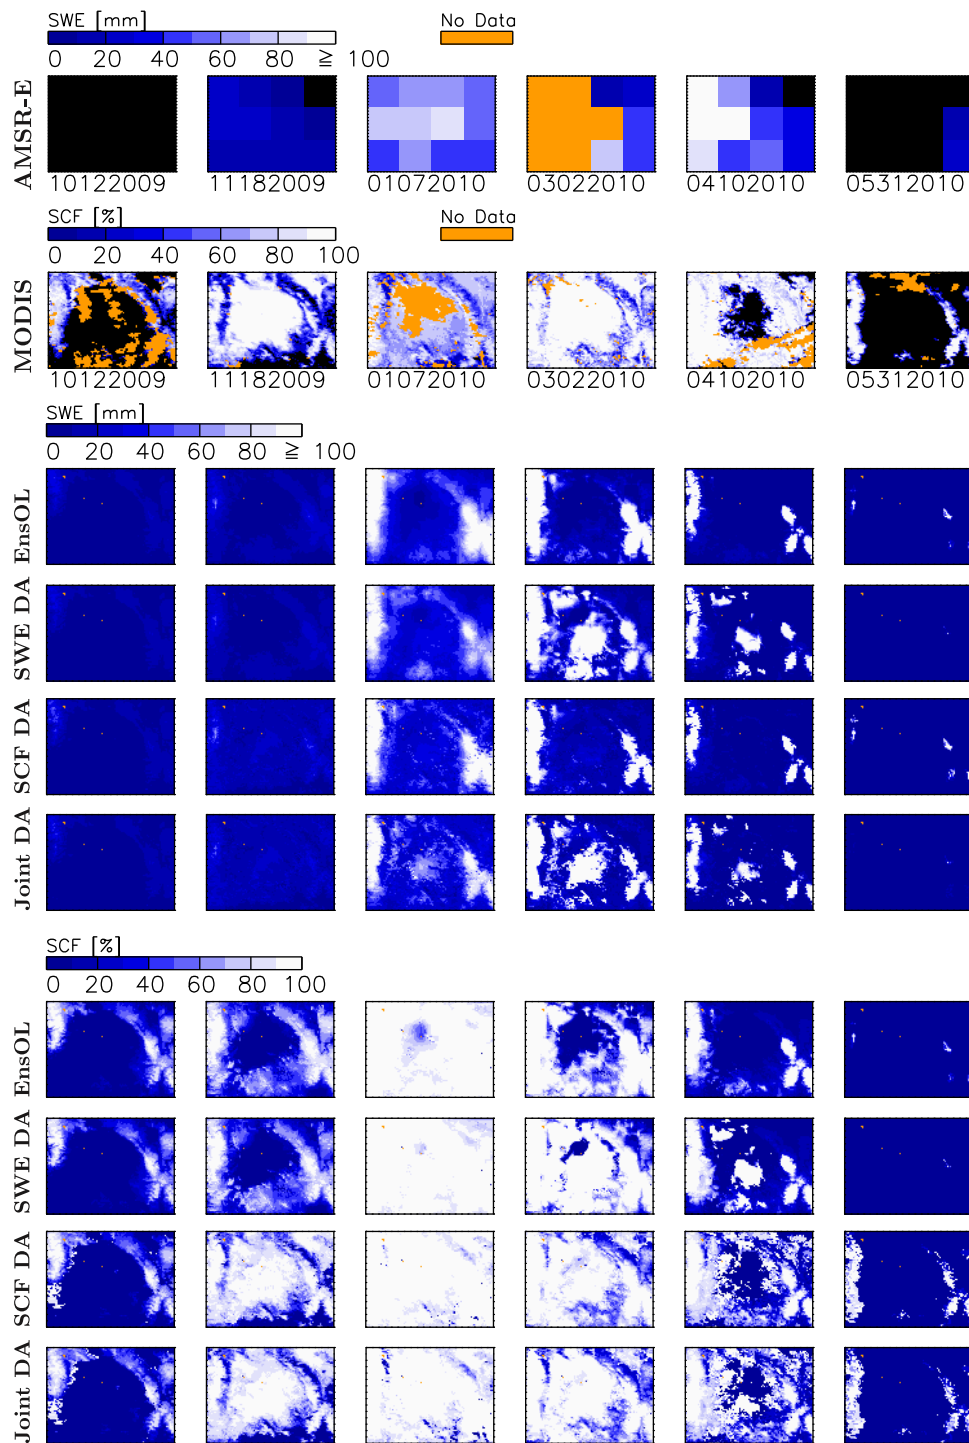 SWE [mm] No Data
0 20 40 60 80 ≧ 100
AMSR-E
10122009 11182009 01072010 03022010 04102010 05312010
SCF [%] No Data
0 20 40 60 80 100
MODIS
10122009 11182009 01072010 03022010 04102010 05312010
SWE [mm]
0 20 40 60 80 ≧ 100
EnsOL
SWE DA
SCF DA
Joint DA
SCF [%]
0 20 40 60 80 100
EnsOL
SWE DA
SCF DA
Joint DA